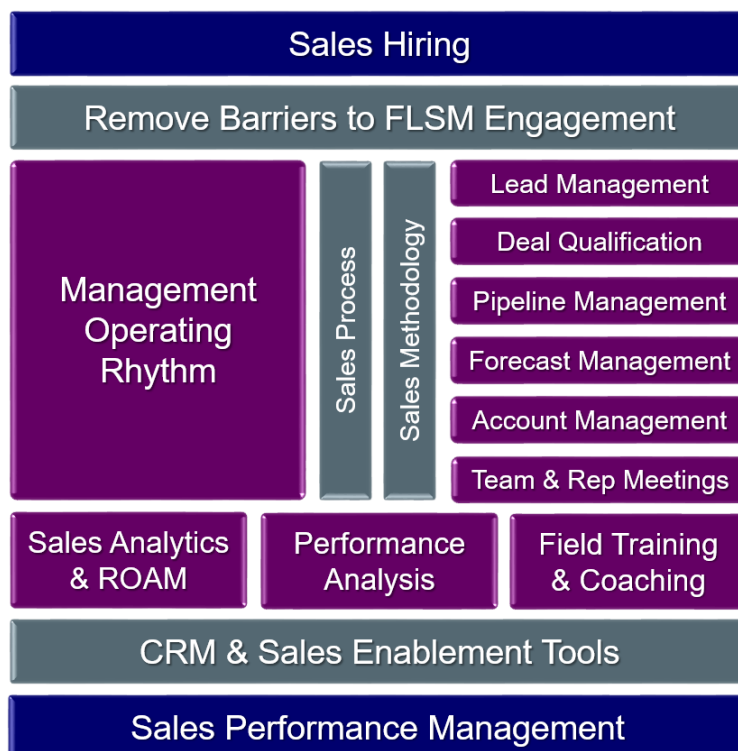 Sales Hiring
Remove Barriers to FLSM Engagement
Management
Operating
Rhythm
Sales Process
Sales Methodology
Lead Management
Deal Qualification
Pipeline Management
Forecast Management
Account Management
Team & Rep Meetings
Sales Analytics
& ROAM
Performance
Analysis
Field Training
& Coaching
CRM & Sales Enablement Tools
Sales Performance Management